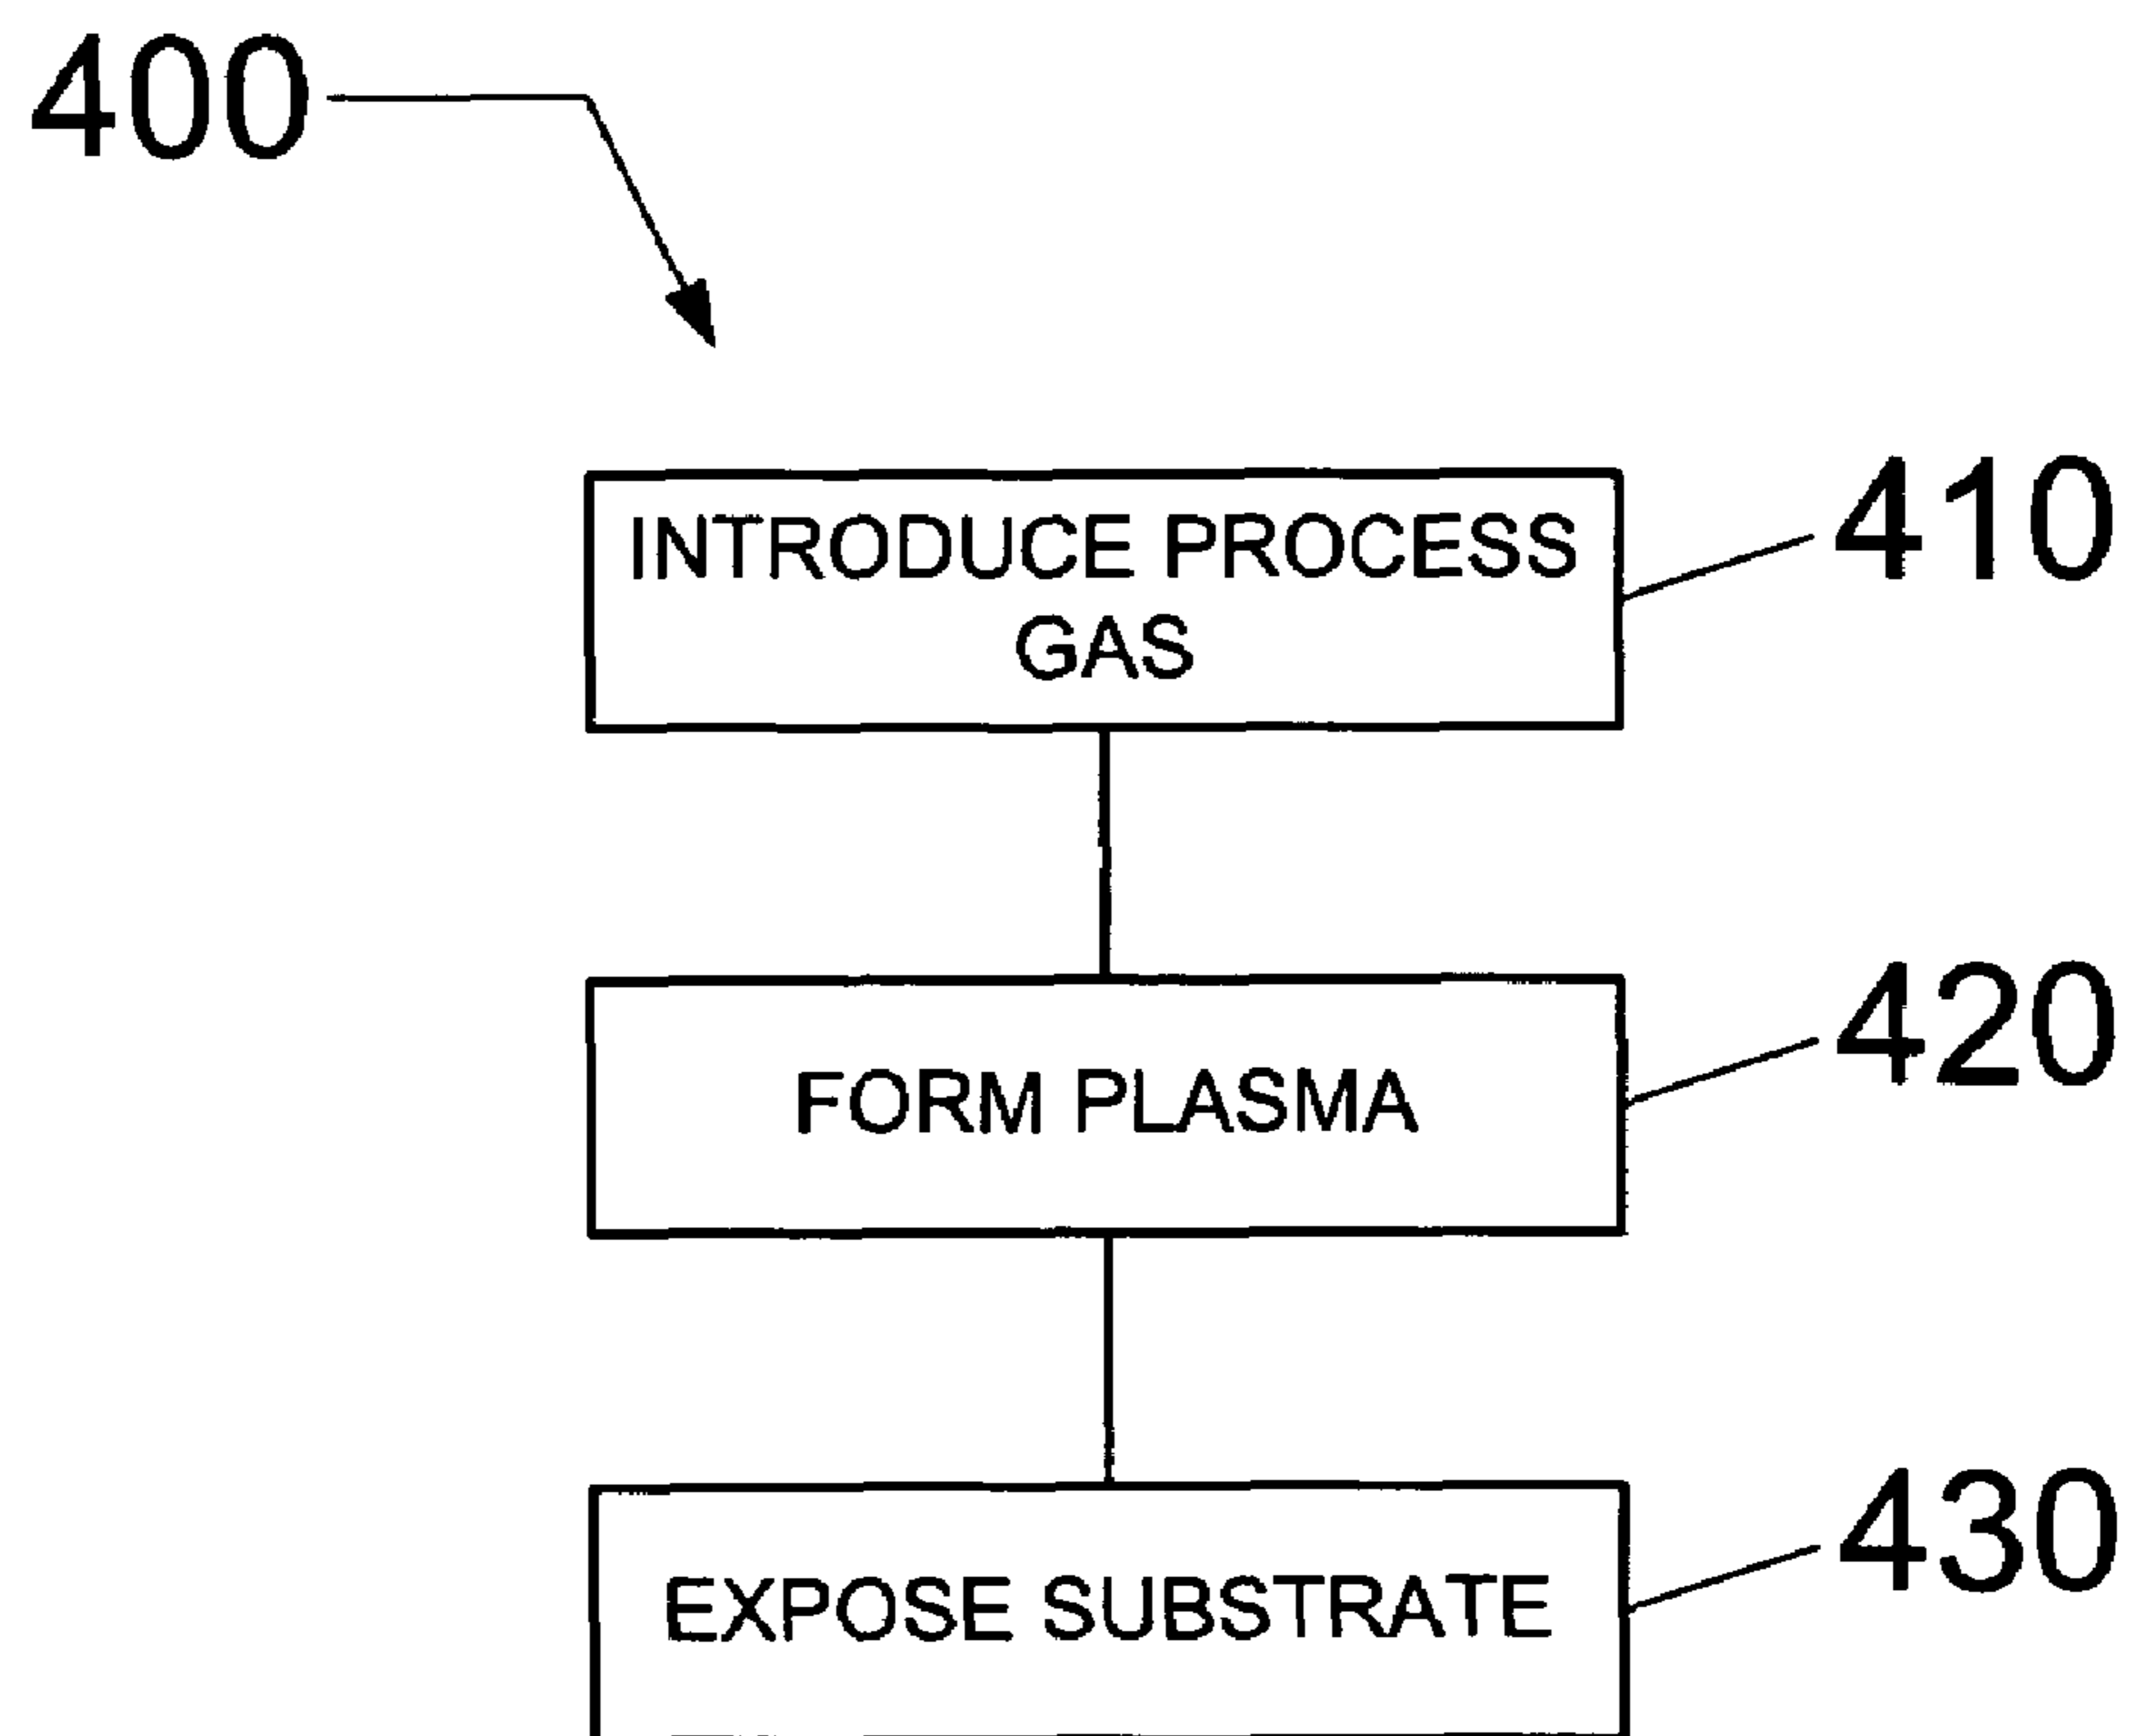 400
INTRODUCE PROCESS
GAS
410
FORM PLASMA
420
EXPOSE SUBSTRATE
430